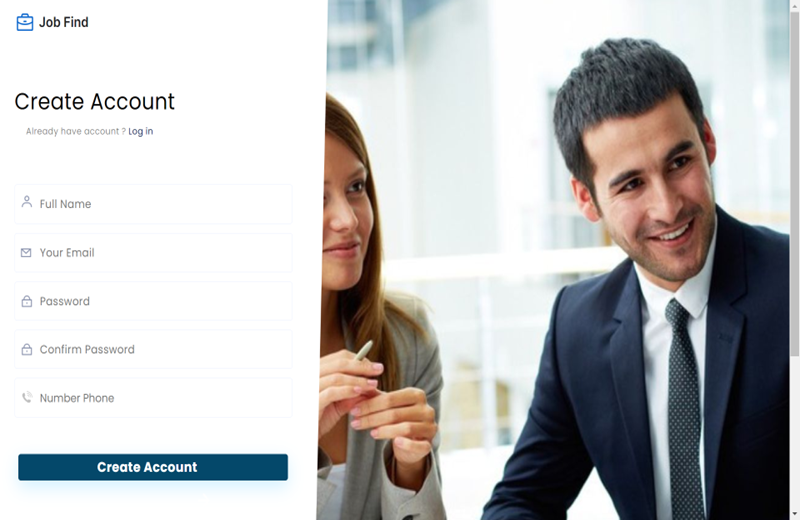 Job Find
Create Account
Already have account ? Log in
Full Name
Your Email
Password
Confirm Password
Number Phone
Create Account